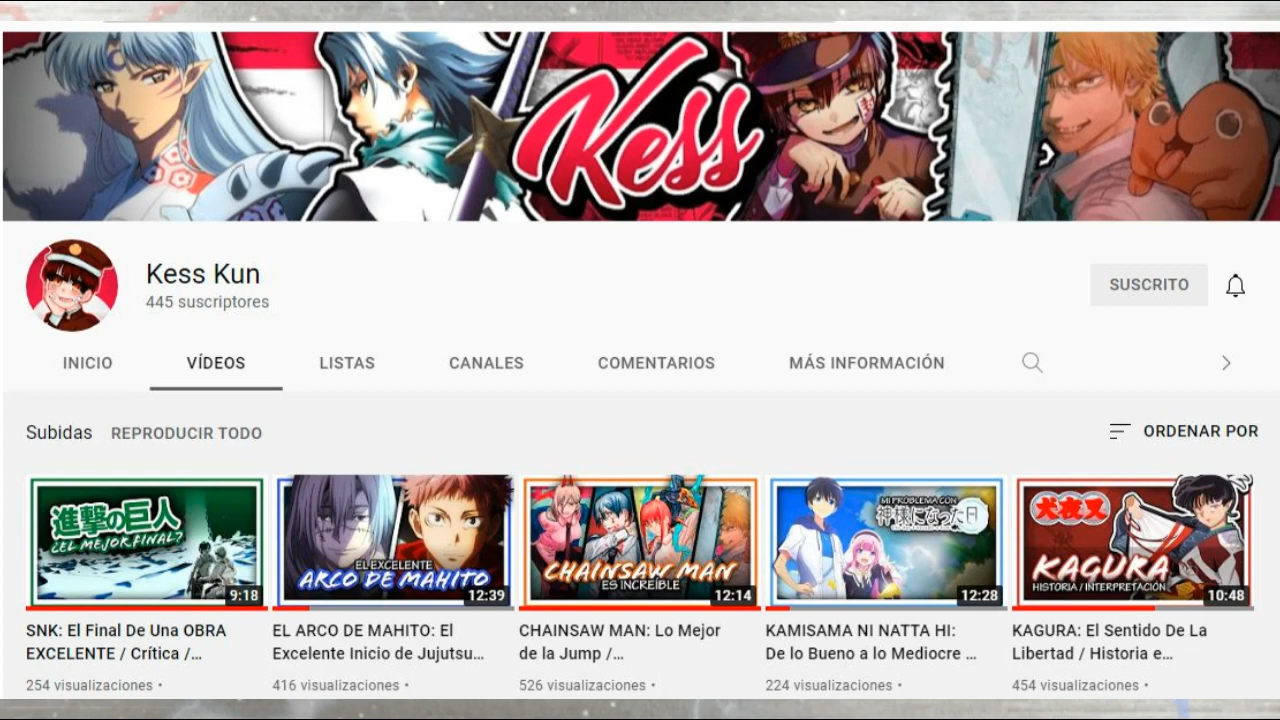 Kess
Kess Kun
445 suscriptores
SUSCRITO
INICIO
VÍDEOS
LISTAS
CANALES
COMENTARIOS
MÁS INFORMACIÓN
Subidas
REPRODUCIR TODO
ORDENAR POR
進撃の巨人
¿EL MEJOR FINAL?
9:18
EL EXCELENTE
ARCO DE MAHITO
12:39
CHAINSAW MAN
ES INCREÍBLE
12:14
MI PROBLEMA CON
神様になった日
12:28
犬夜叉
KAGURA
HISTORIA / INTERPRETACIÓN
10:48
SNK: El Final De Una OBRA
EXCELENTE / Crítica /...
254 visualizaciones •
EL ARCO DE MAHITO: El
Excelente Inicio de Jujutsu...
416 visualizaciones •
CHAINSAW MAN: Lo Mejor
de la Jump /...
526 visualizaciones •
KAMISAMA NI NATTA HI:
De lo Bueno a lo Mediocre ...
224 visualizaciones •
KAGURA: El Sentido De La
Libertad / Historia e...
454 visualizaciones •